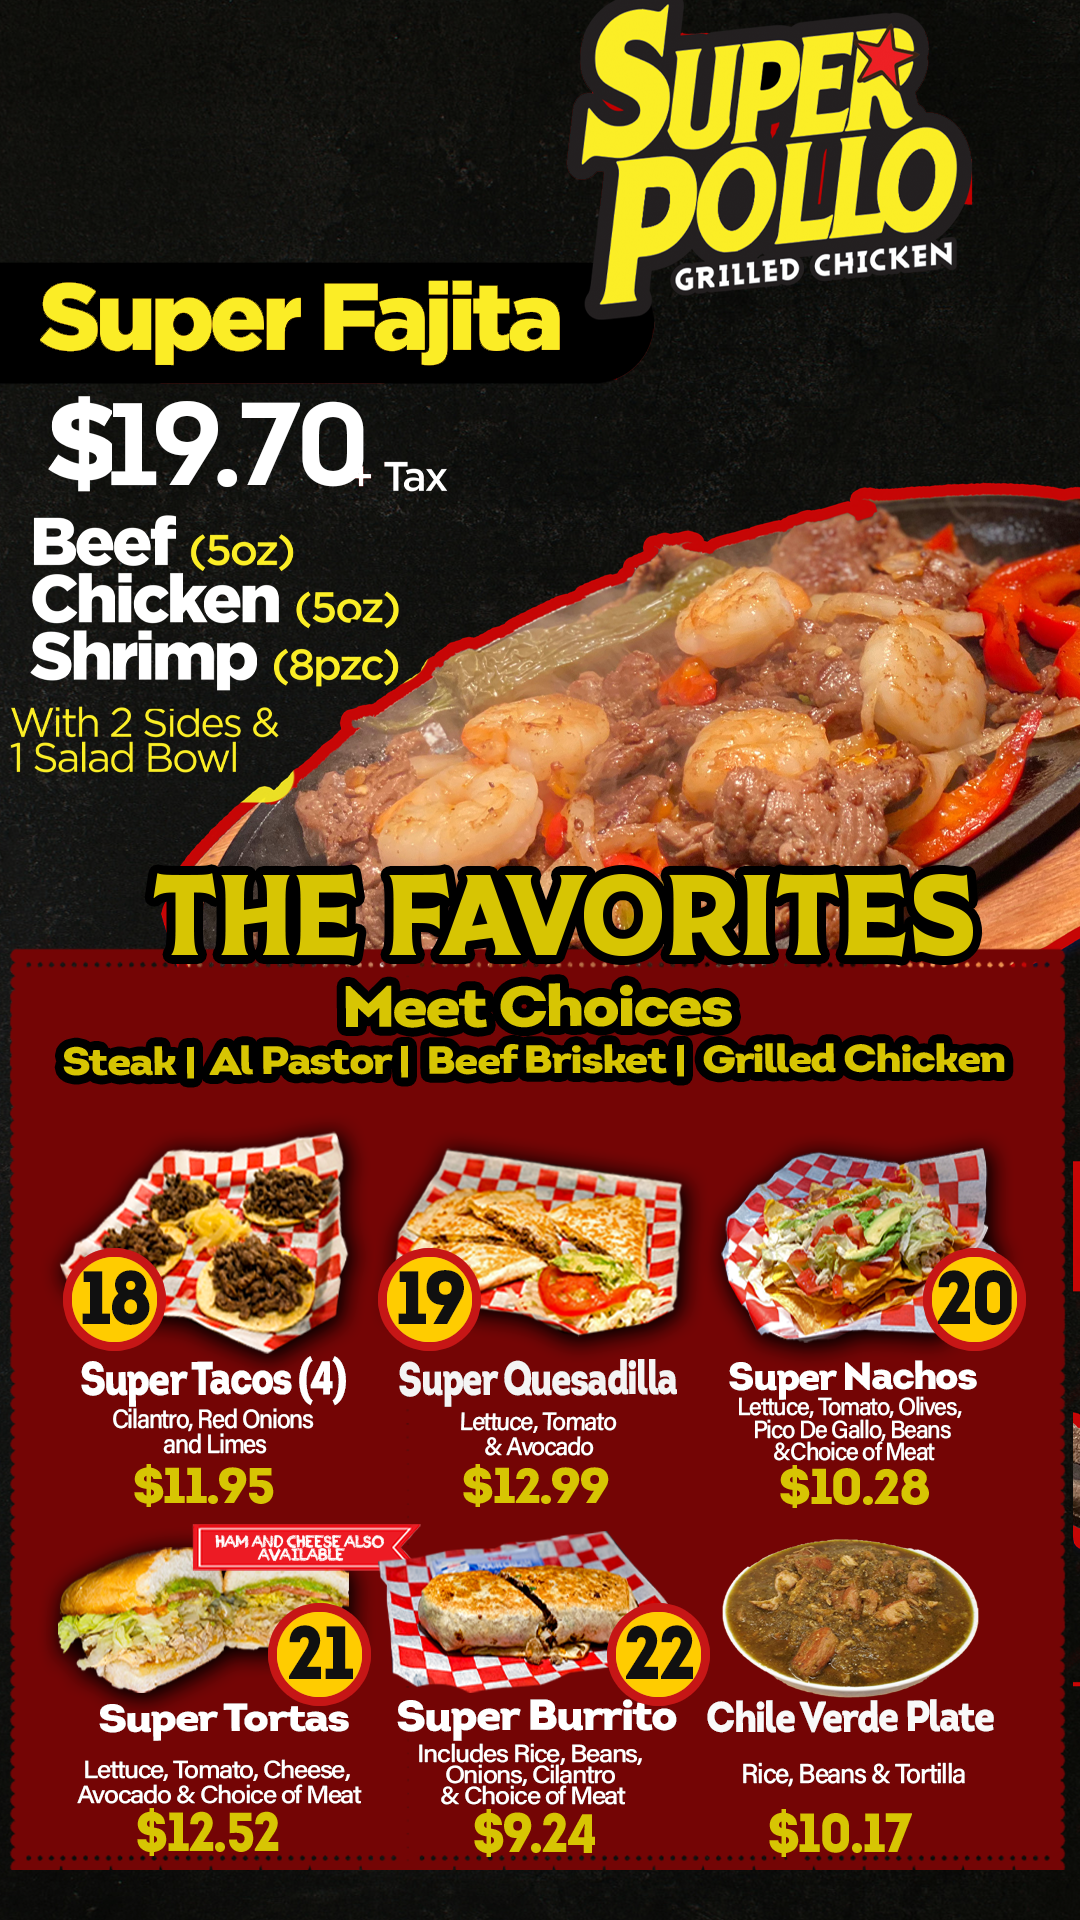 SUPER
POLLO
GRILLED CHICKEN
Super Fajita
$19.70 + Tax
Beef (5oz)
Chicken (5oz)
Shrimp (8pzc)
With 2 Sides &
1 Salad Bowl
THE FAVORITES
Meet Choices
Steak | Al Pastor | Beef Brisket | Grilled Chicken
18
Super Tacos (4)
Cilantro, Red Onions
and Limes
$11.95
19
Super Quesadilla
Lettuce, Tomato
& Avocado
$12.99
20
Super Nachos
Lettuce, Tomato, Olives,
Pico De Gallo, Beans
&Choice of Meat
$10.28
HAM AND CHEESE ALSO
AVAILABLE
21
Super Tortas
Lettuce, Tomato, Cheese,
Avocado & Choice of Meat
$12.52
22
Super Burrito
Includes Rice, Beans,
Onions, Cilantro
& Choice of Meat
$9.24
Chile Verde Plate
Rice, Beans & Tortilla
$10.17